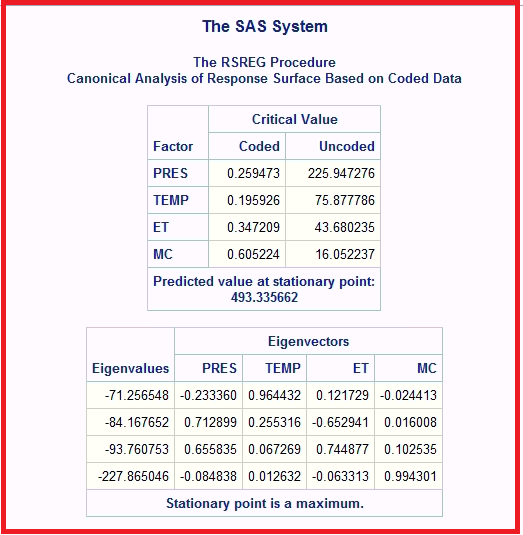 The SAS System
The RSREG Procedure
Canonical Analysis of Response Surface Based on Coded Data
Critical Value
Factor Coded Uncoded
PRES 0.259473 225.947276
TEMP 0.195926 75.877786
ET 0.347209 43.680235
MC 0.605224 16.052237
Predicted value at stationary point:
493.335662
Eigenvectors
Eigenvalues PRES TEMP ET MC
-71.256548 -0.233360 0.964432 0.121729 -0.024413
-84.167652 0.712899 0.255316 -0.652941 0.016008
-93.760753 0.655835 0.067269 0.744877 0.102535
-227.865046 -0.084838 0.012632 -0.063313 0.994301
Stationary point is a maximum.